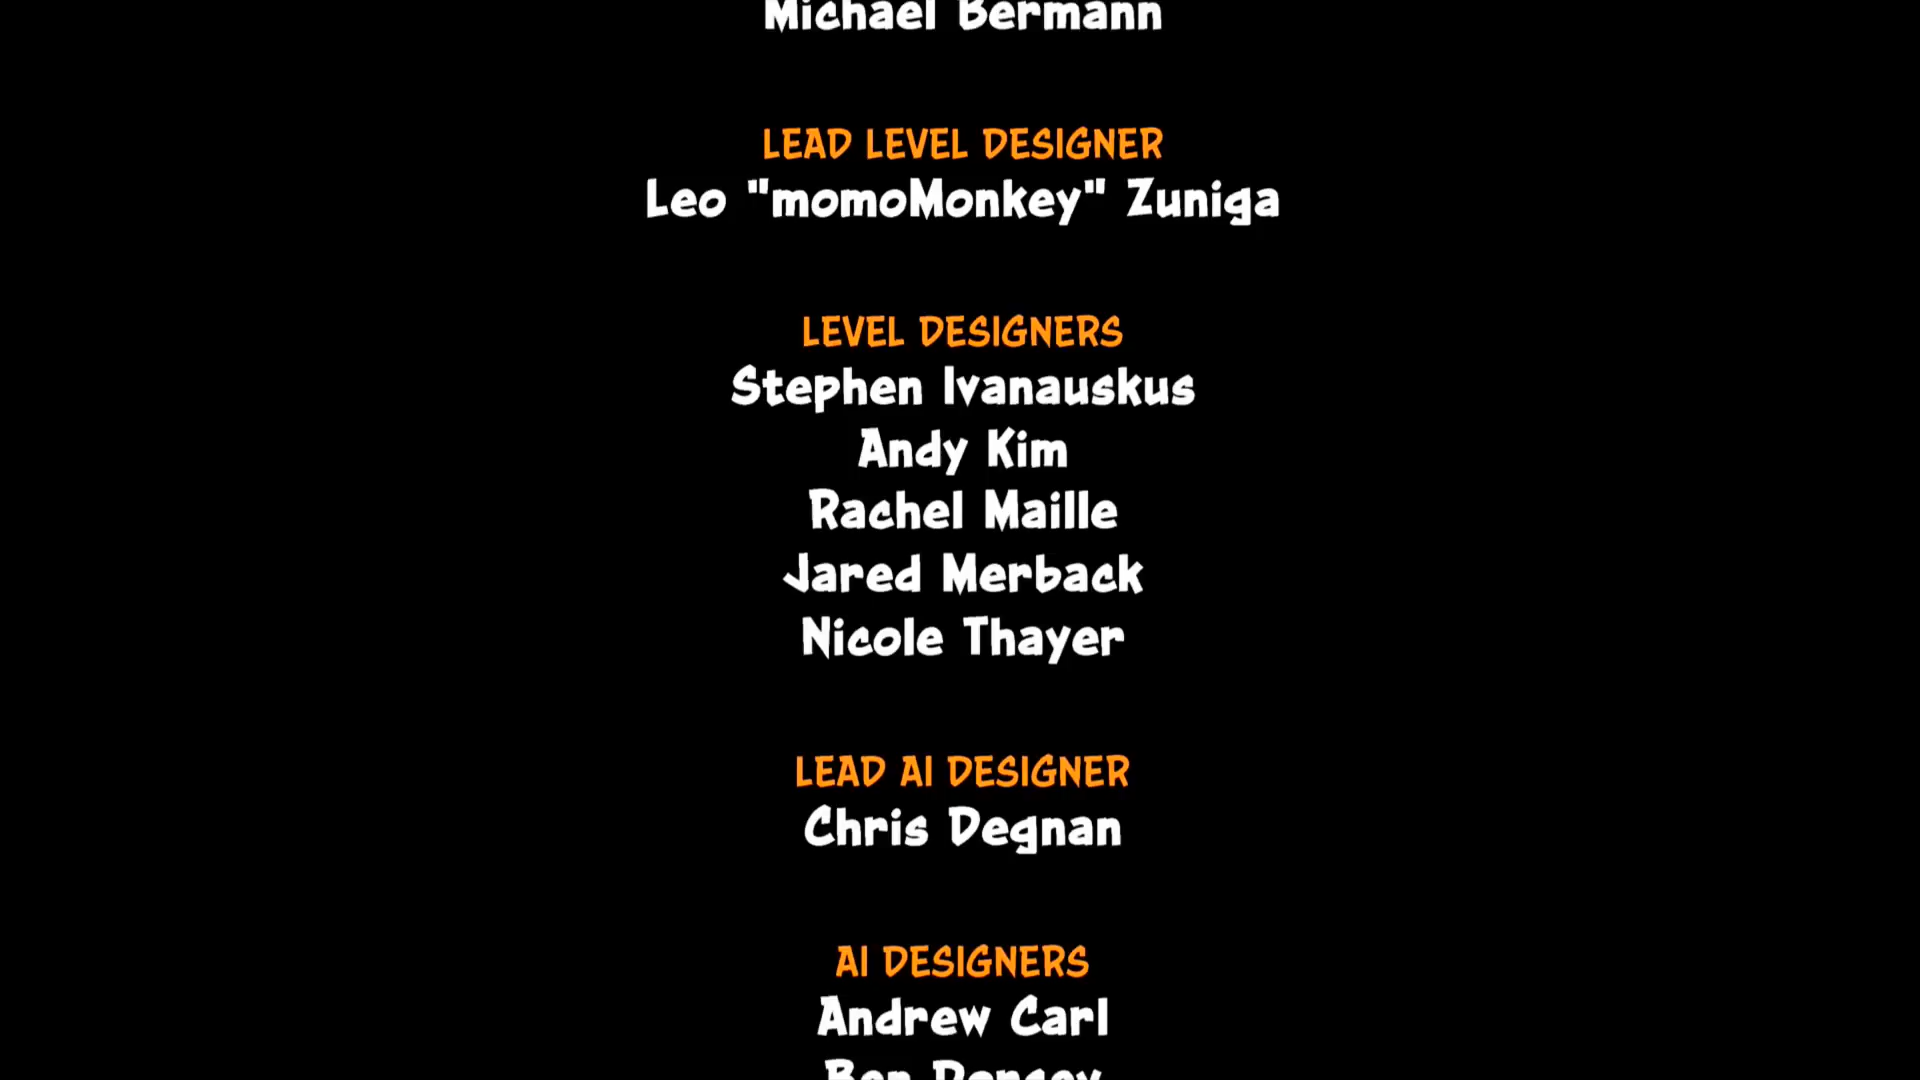 Michael Bermann
LEAD LEVEL DESIGNER
Leo "momoMonkey" Zuniga
LEVEL DESIGNERS
Stephen Ivanauskus
Andy Kim
Rachel Maille
Jared Merback
Nicole Thayer
LEAD AI DESIGNER
Chris Degnan
AI DESIGNERS
Andrew Carl
Ben